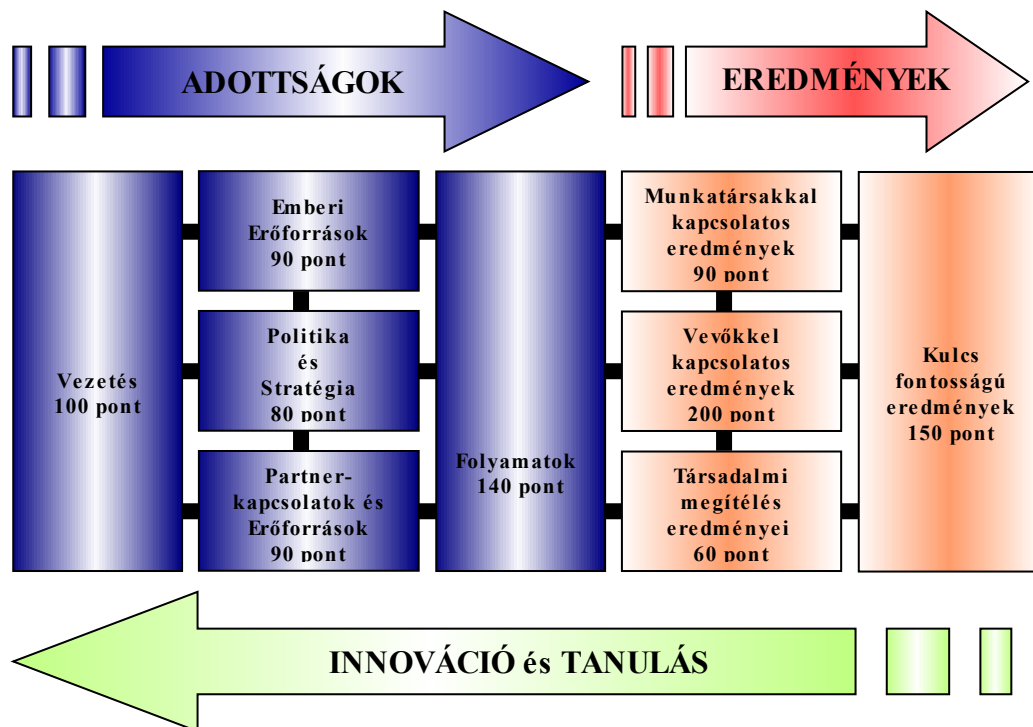 ADOTTSÁGOK
EREDMÉNYEK
Vezetés
100 pont
Emberi
Erőforrások
90 pont
Politika
és
Stratégia
80 pont
Partner-
kapcsolatok és
Erőforrások
90 pont
Folyamatok
140 pont
Munkatársakkal
kapcsolatos
eredmények
90 pont
Vevőkkel
kapcsolatos
eredmények
200 pont
Társadalmi
megítélés
eredményei
60 pont
Kulcs
fontosságú
eredmények
150 pont
INNOVÁCIÓ és TANULÁS